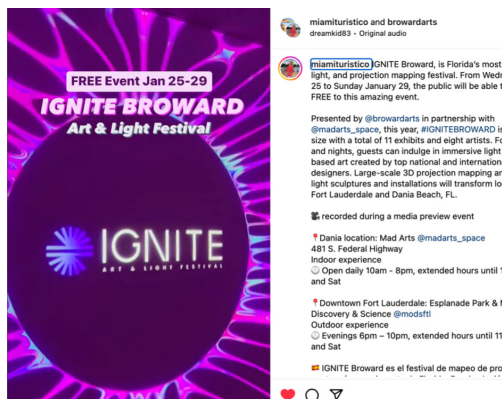 FREE Event Jan 25-29
IGNITE BROWARD
Art & Light Festival
IGNITE
ART & LIGHT FESTIVAL
miamituristico and browardarts
dreamkid83 • Original audio
miamituristico IGNITE Broward, is Florida's most
light, and projection mapping festival. From Wedn
25 to Sunday January 29, the public will be able t
FREE to this amazing event.
Presented by @browardarts in partnership with
@madarts_space, this year, #IGNITEBROWARD is
size with a total of 11 exhibits and eight artists. Fo
and nights, guests can indulge in immersive light
based art created by top national and internation
designers. Large-scale 3D projection mapping an
light sculptures and installations will transform lo
Fort Lauderdale and Dania Beach, FL.
🎥 recorded during a media preview event
📍Dania location: Mad Arts @madarts_space
481 S. Federal Highway
Indoor experience
🕚 Open daily 10am - 8pm, extended hours until 1
and Sat
📍Downtown Fort Lauderdale: Esplanade Park & M
Discovery & Science @modsftl
Outdoor experience
🕚 Evenings 6pm – 10pm, extended hours until 11
and Sat
🇪🇸 IGNITE Broward es el festival de mapeo de pro